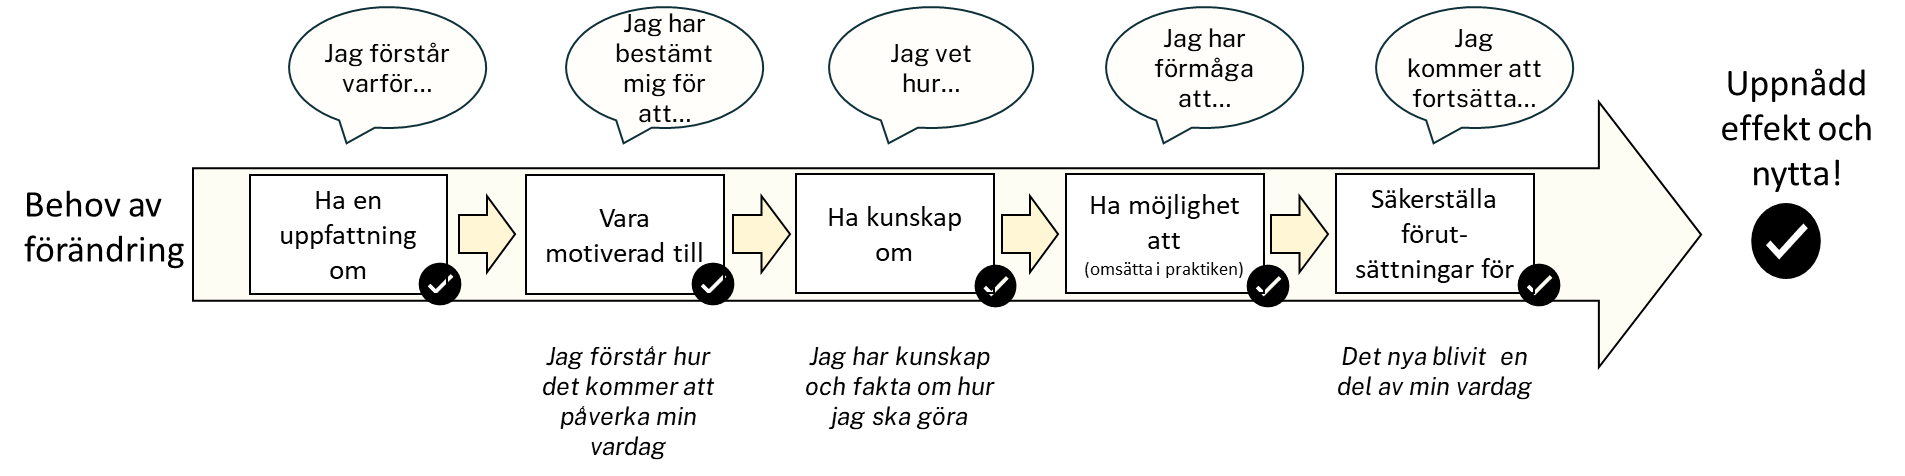 Jag förstår
varför...
Jag har
bestämt
mig för
att...
Jag vet
hur...
Jag har
förmåga
att...
Jag
kommer att
fortsätta...
Uppnådd
effekt och
nytta!
Behov av
förändring
Ha en
uppfattning
om
Vara
motiverad till
Ha kunskap
om
Ha möjlighet
att
(omsätta i praktiken)
Säkerställa
förut-
sättningar för
Jag förstår hur
det kommer att
påverka min
vardag
Jag har kunskap
och fakta om hur
jag ska göra
Det nya blivit  en
del av min vardag